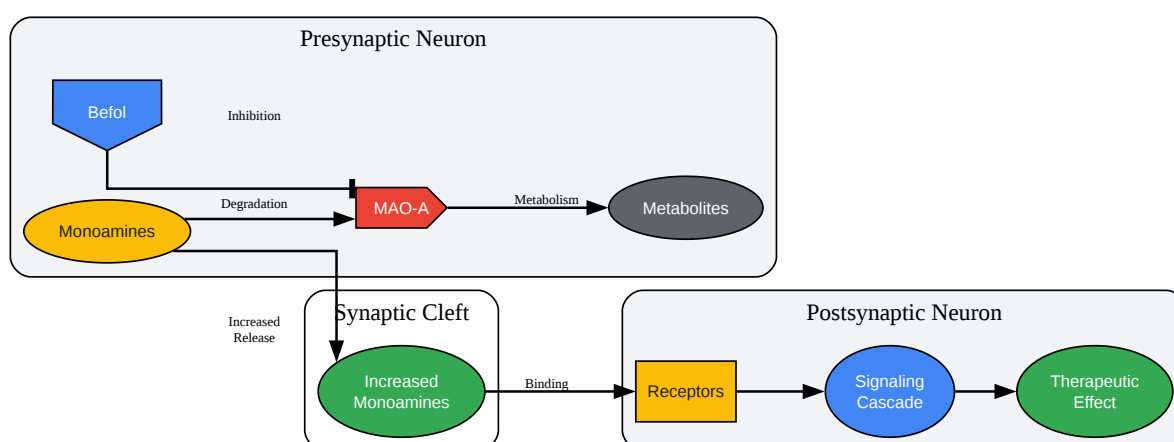 Presynaptic Neuron
Befol
Inhibition
Degradation
MAO-A
Metabolism
Metabolites
Monoamines
Increased
Release
Synaptic Cleft
Increased
Monoamines
Binding
Postsynaptic Neuron
Receptors
Signaling
Cascade
Therapeutic
Effect